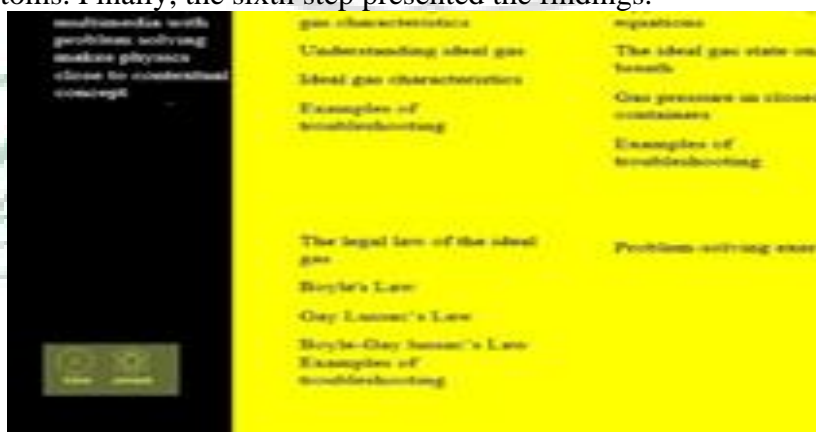 toms. Finally, the sixth step presented the findings.
multimedia with
problem solving
makes physics
close to contextual
concept
gas characteristics
Understanding ideal gas
Ideal gas characteristics
Examples of
troubleshooting
The legal law of the ideal
gas
Boyle's Law
Gay Lussac's Law
Boyle-Gay lussac's Law
Examples of
troubleshooting
equations
The ideal gas state on
breath
Gas pressure in closed
containers
Examples of
troubleshooting
Problem-solving exer